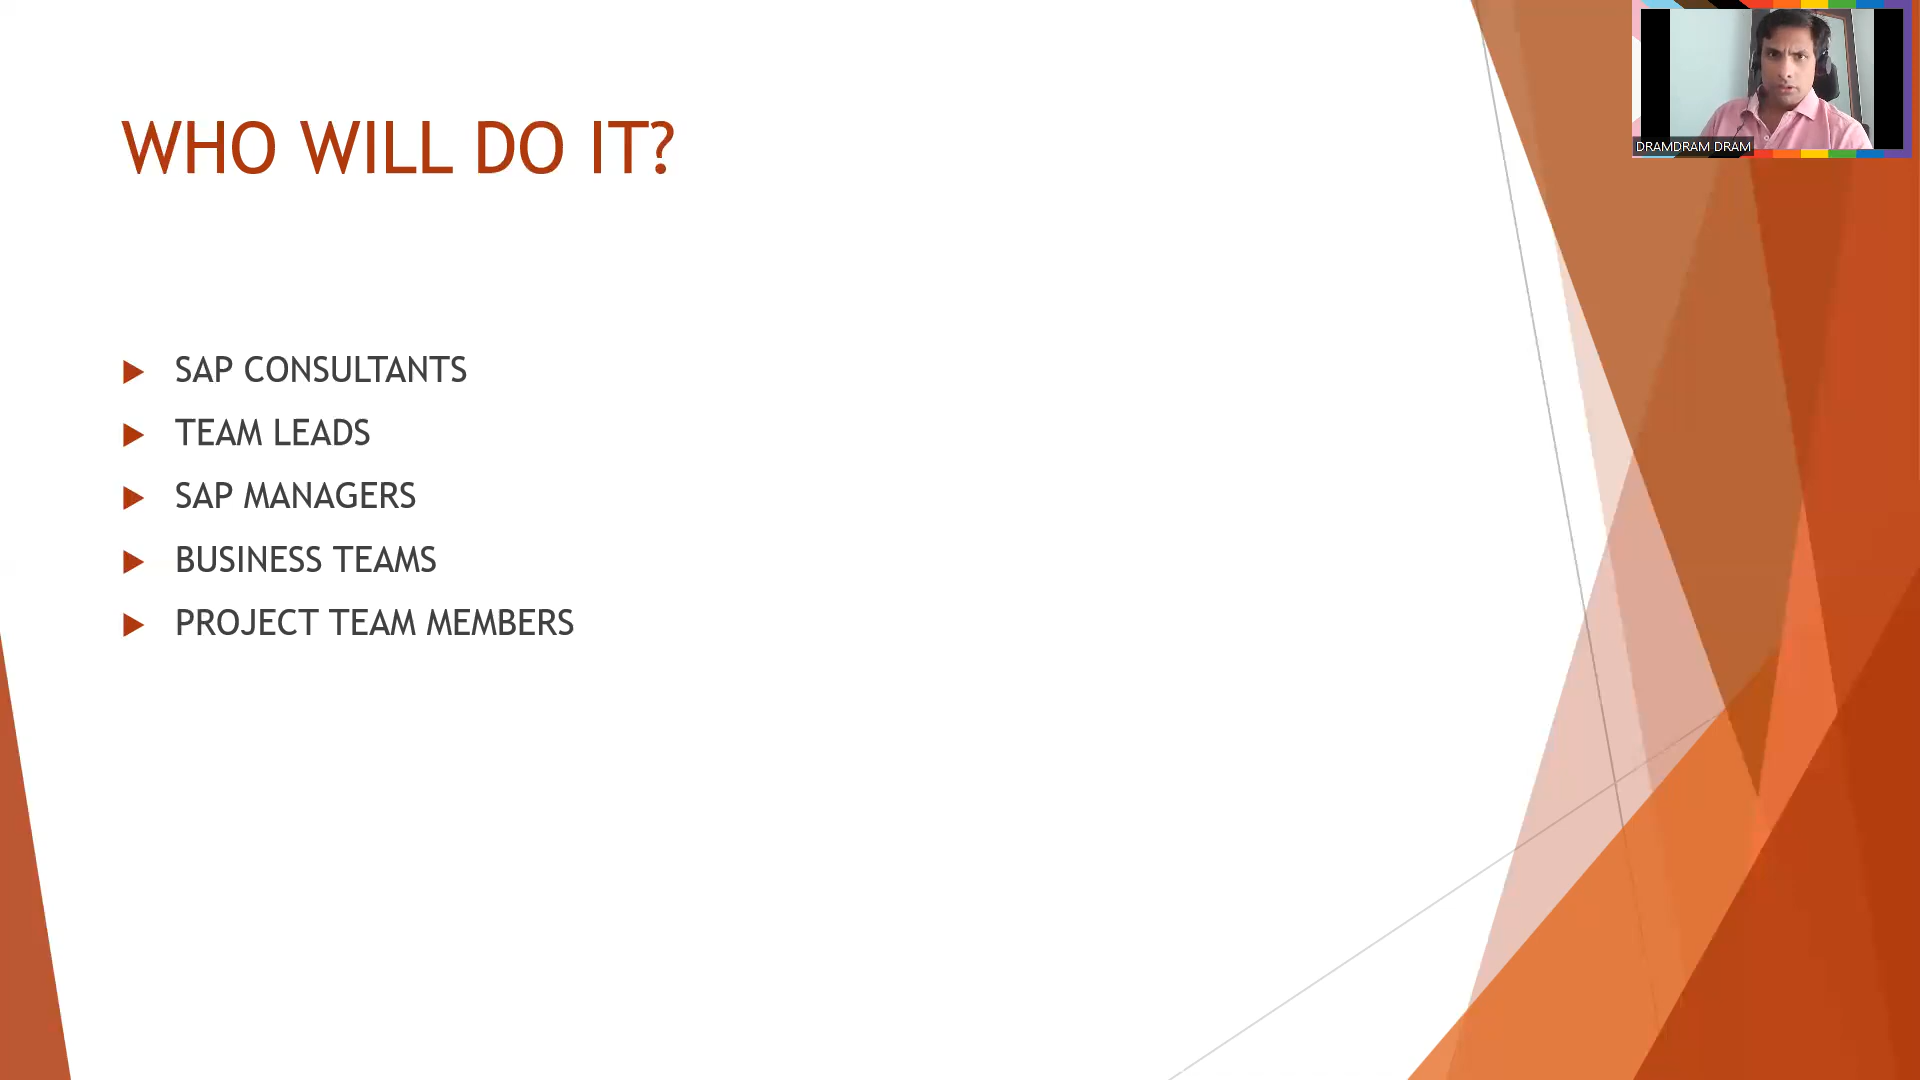 WHO WILL DO IT?
SAP CONSULTANTS
TEAM LEADS
SAP MANAGERS
BUSINESS TEAMS
PROJECT TEAM MEMBERS
DRAMDRAM DRAM